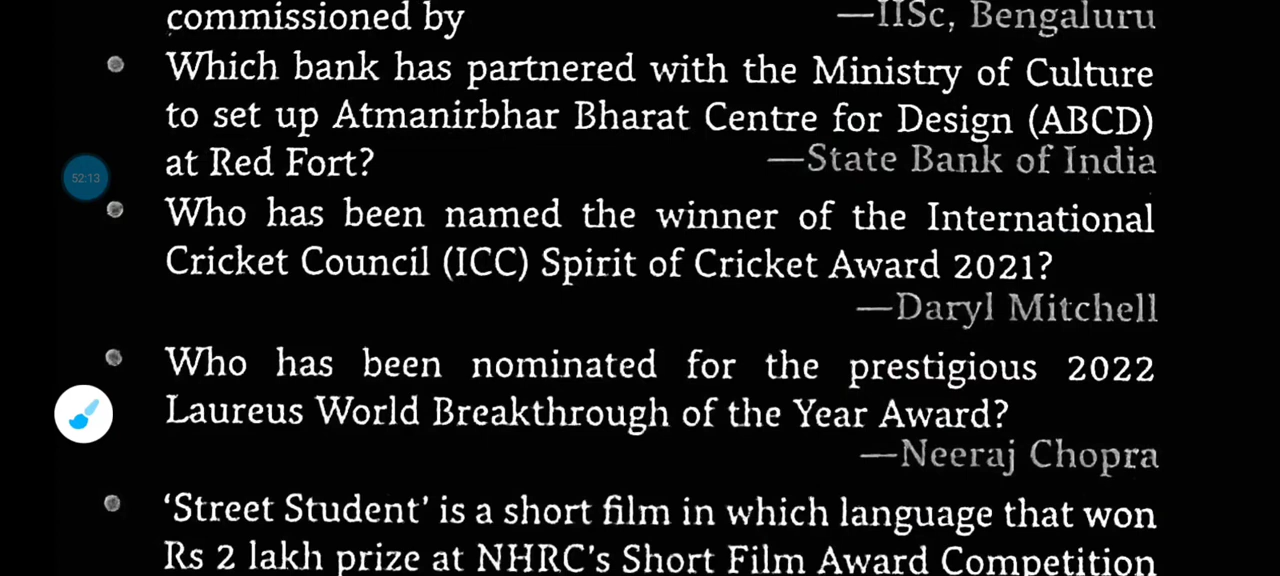 commissioned by —IISc, Bengaluru
Which bank has partnered with the Ministry of Culture
to set up Atmanirbhar Bharat Centre for Design (ABCD)
at Red Fort? —State Bank of India
52:13
Who has been named the winner of the International
Cricket Council (ICC) Spirit of Cricket Award 2021?
—Daryl Mitchell
Who has been nominated for the prestigious 2022
Laureus World Breakthrough of the Year Award?
—Neeraj Chopra
‘Street Student’ is a short film in which language that won
Rs 2 lakh prize at NHRC's Short Film Award Competition